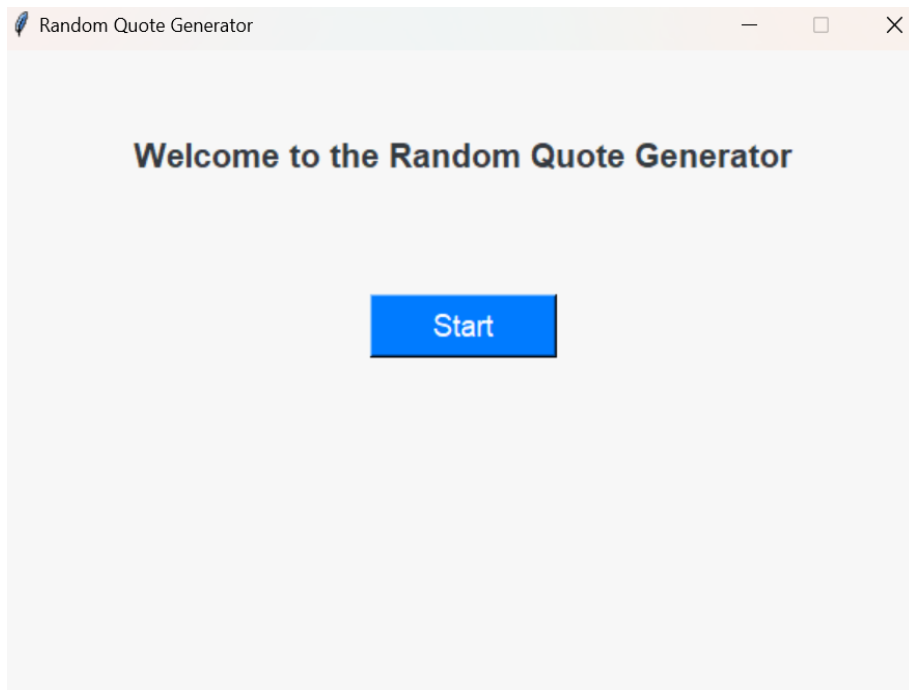 Random Quote Generator
Welcome to the Random Quote Generator
Start